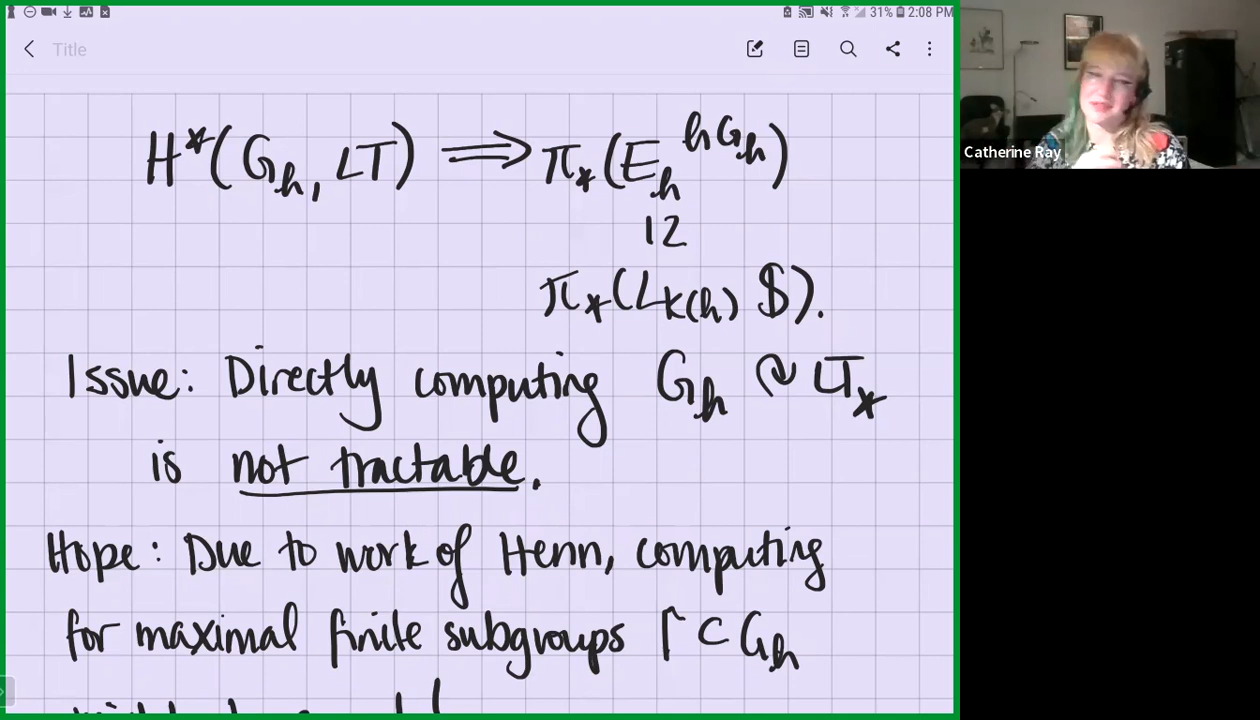 31% 2:08 PM
Title
Catherine Ray
H*(G_h, LT) ⟹ π_*(E_h^{hG_h})
12
π_*(L_{K(h)} $).
Issue: Directly computing G_h ↷ LT_*
is not tractable.
Hope: Due to work of Henn, computing
for maximal finite subgroups Γ ⊂ G_h